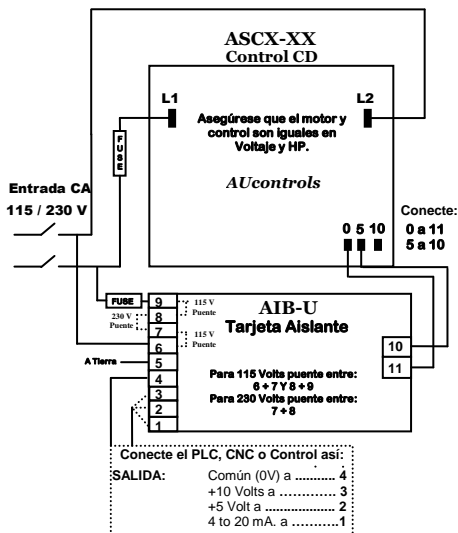 ASCX-XX
Control CD
L1
L2
Asegúrese que el motor y
control son iguales en
Voltaje y HP.
FUSE
AUcontrols
Entrada CA
115 / 230 V
Conecte:
0 a 11
5 a 10
0 5 10
FUSE
9
8
7
6
5
4
3
2
1
115 V
Puente
230 V
Puente
115 V
Puente
A Tierra
AIB-U
Tarjeta Aislante
10
11
Para 115 Volts puente entre:
6 + 7 Y 8 + 9
Para 230 Volts puente entre:
7 + 8
Conecte el PLC, CNC o Control así:
SALIDA: Común (0V) a ........... 4
+10 Volts a ............. 3
+5 Volt a ..................... 2
4 to 20 mA. a ...........1